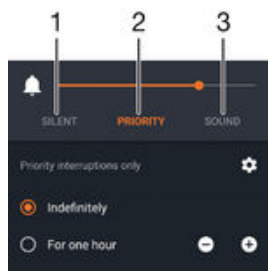 1 2 3
SILENT PRIORITY SOUND
Priority interruptions only
Indefinitely
For one hour